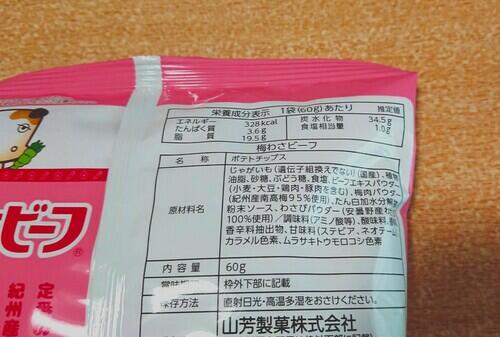 栄養成分表示 1袋(60g)あたり 推定値
エネルギー 328kcal 炭水化物 34.5g
たんぱく質 3.6g 食塩相当量 1.0g
脂質 19.5g
梅わさビーフ
名称 ポテトチップス
原材料名
じゃがいも(遺伝子組換えでない)(国産)、植物
油脂、砂糖、ぶどう糖、食塩、ビーフエキスパウダー
(小麦・大豆・鶏肉・豚肉を含む)、梅肉パウダー
(紀州産南高梅95%使用)、たん白加水分解
粉末ソース、わさびパウダー(安曇野産わ
100%使用)/調味料(アミノ酸等)、酸味料、香
香辛料抽出物、甘味料(ステビア、ネオテーム
カラメル色素、ムラサキトウモロコシ色素
内容量 60g
賞味期 枠外下部に記載
保存方法 直射日光・高温多湿をおさけください。
山芳製菓株式会社
ビーフ
定番の
紀州産